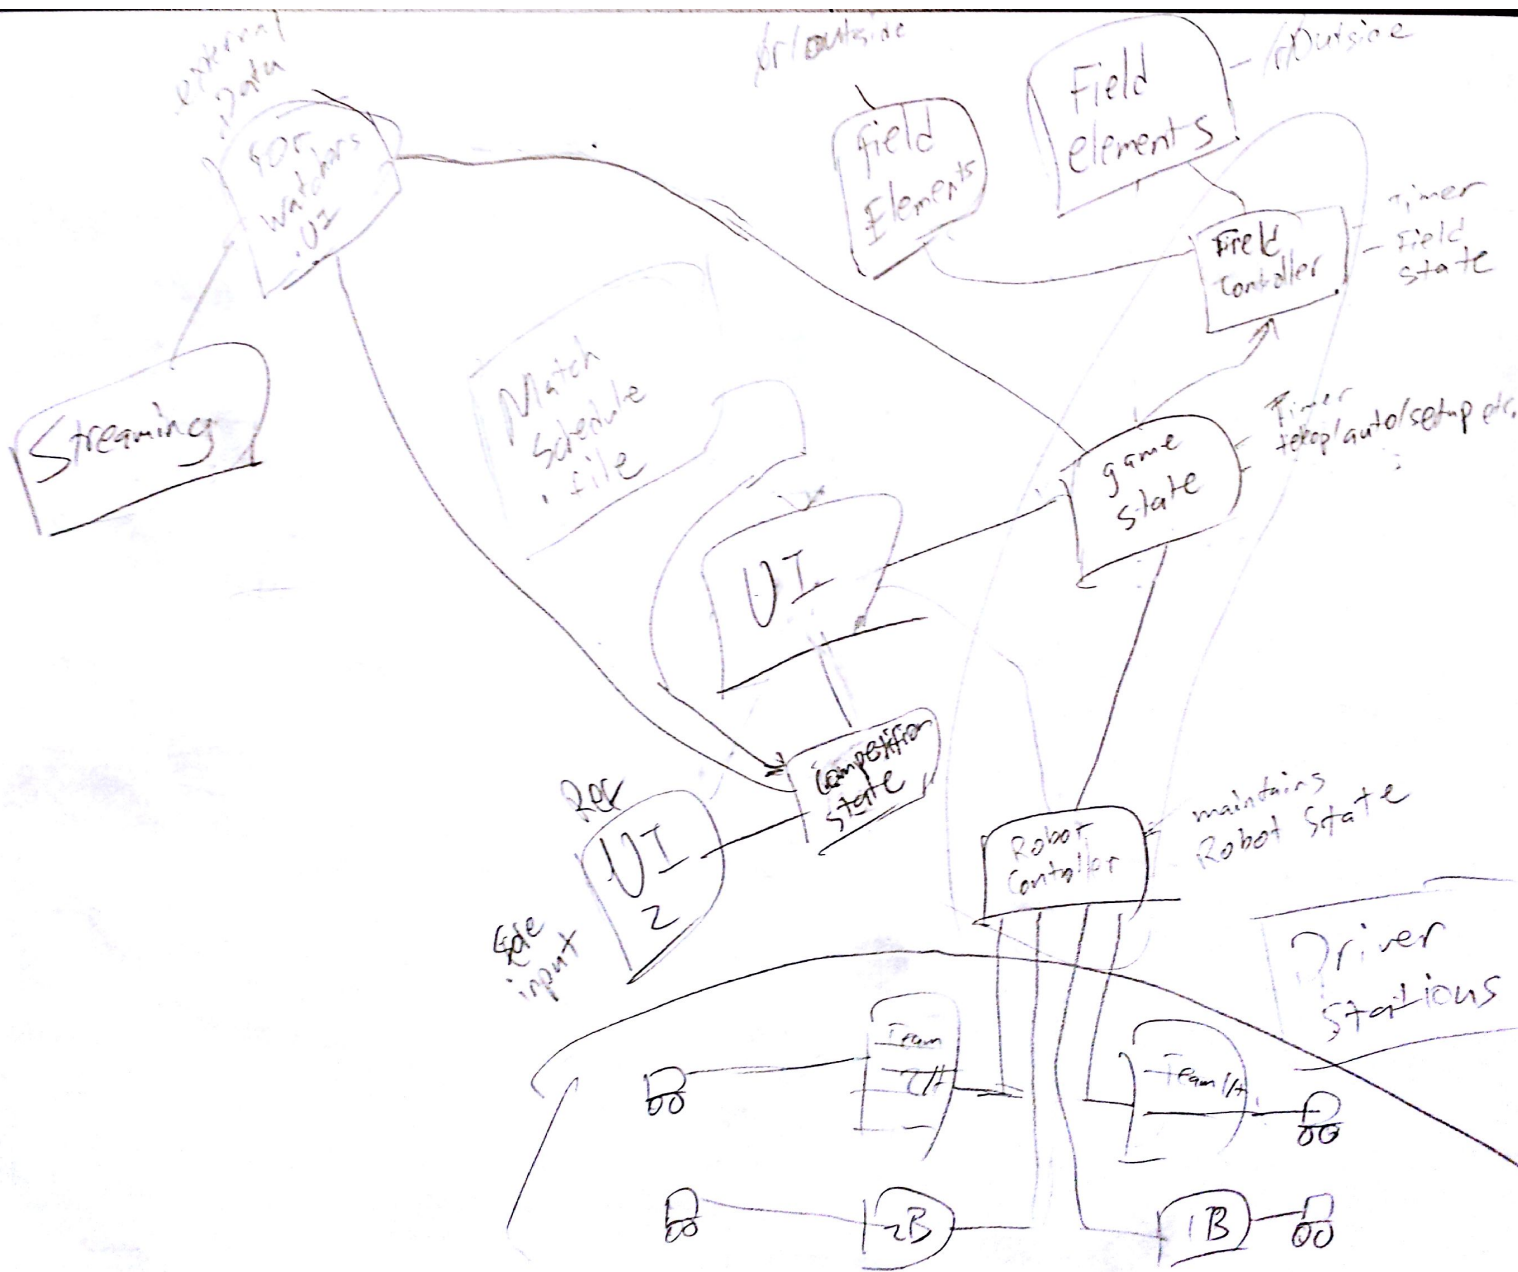 external
Data
watchers
UI
Streaming
or/outside
field
Elements
Field
elements
Outside
Field
Controller
Timer
Field
State
Match
Schedule
file
UI
game
State
Timer
teleop/auto/setup etc.
Competition
State
Ref
UI
2
input
Robot
Controller
maintains
Robot State
Driver
Stations
Team
Team 1A
2B
1B